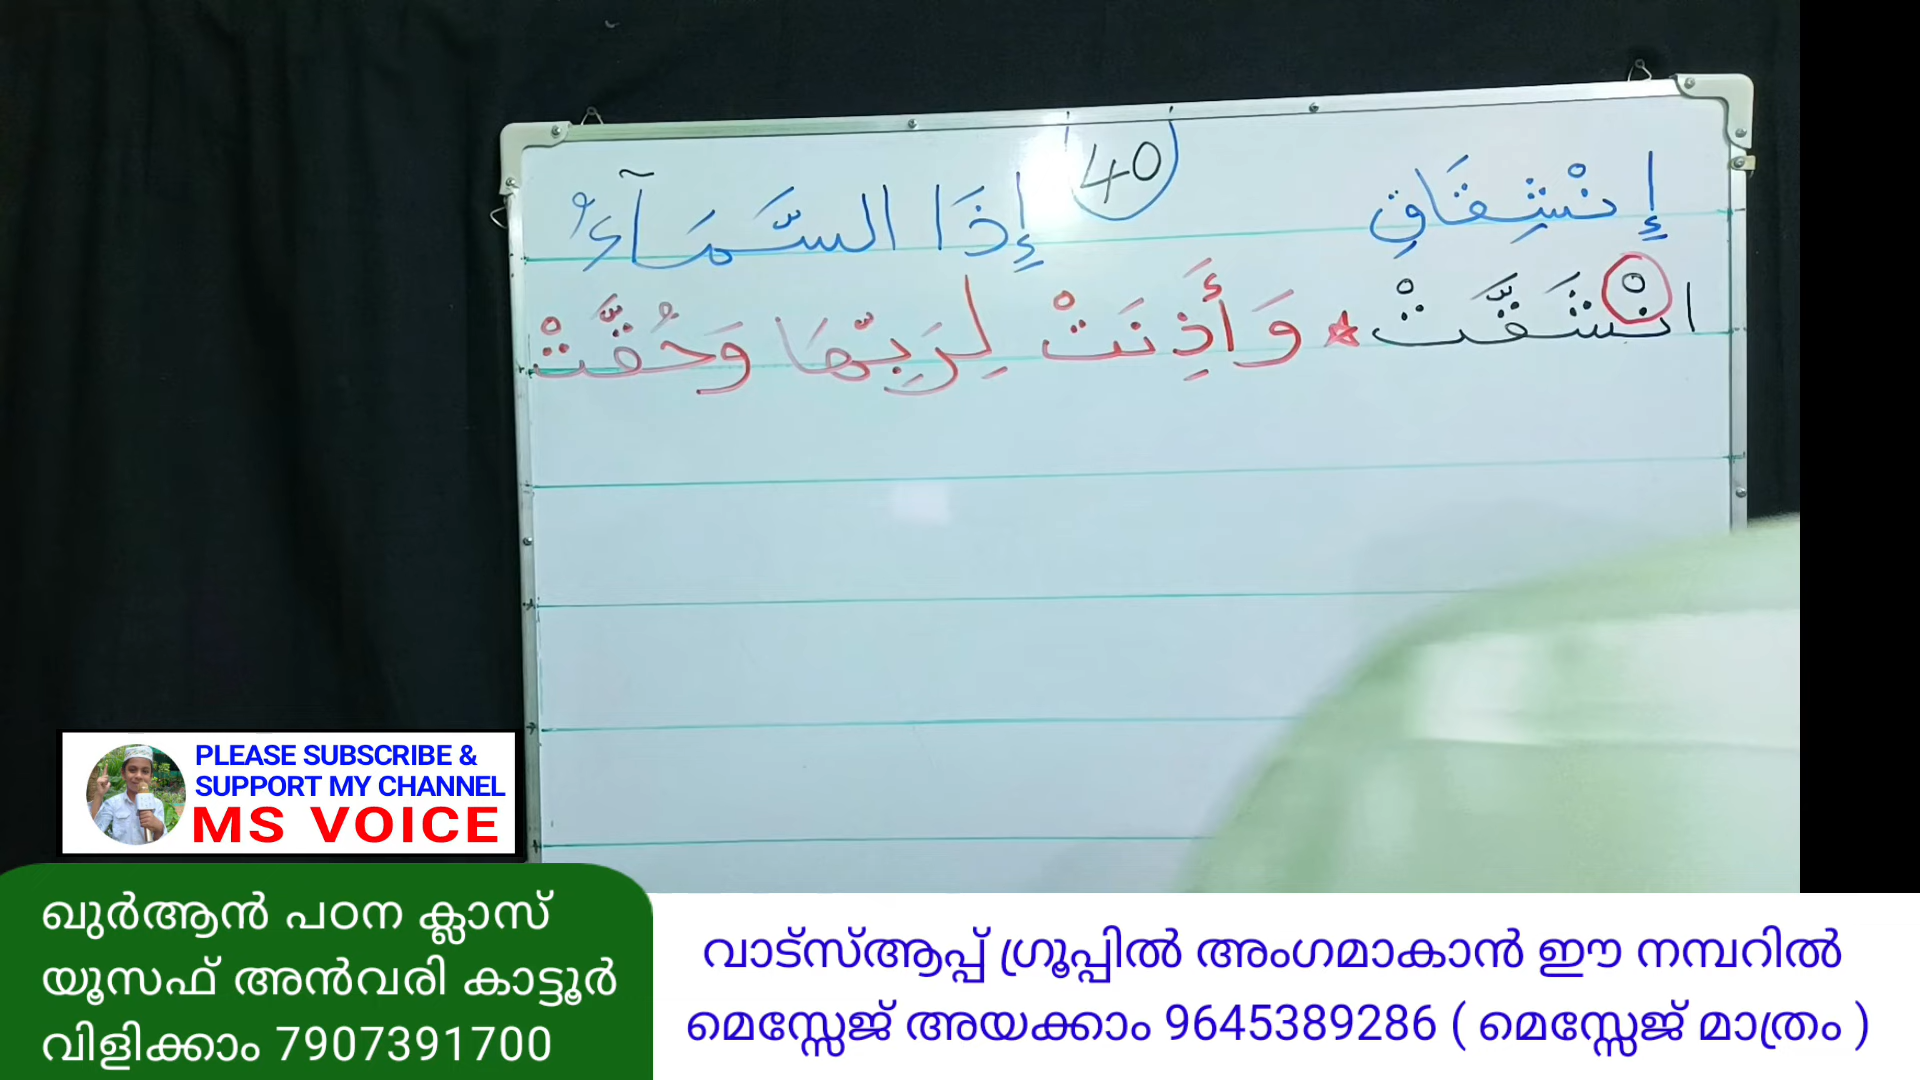 40
إِنْشِقَاقِ إِذَا السَّمَآءُ
انْشَقَّتْ ★ وَأَذِنَتْ لِرَبِّهَا وَحُقَّتْ
PLEASE SUBSCRIBE &
SUPPORT MY CHANNEL
MS VOICE
ഖുർആൻ പഠന ക്ലാസ്
യൂസഫ് അൻവരി കാട്ടൂർ
വിളിക്കാം 7907391700
വാട്സ്ആപ്പ് ഗ്രൂപ്പിൽ അംഗമാകാൻ ഈ നമ്പറിൽ
മെസ്സേജ് അയക്കാം 9645389286 ( മെസ്സേജ് മാത്രം )